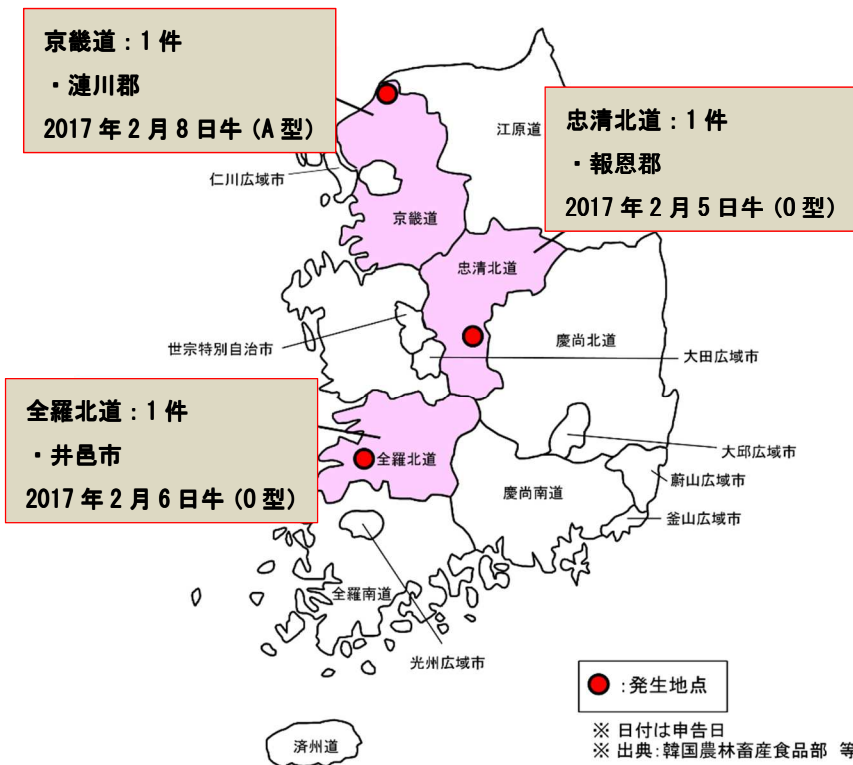 京畿道：1件
・漣川郡
2017年2月8日牛（A型）
江原道
忠清北道：1件
・報恩郡
2017年2月5日牛（O型）
仁川広域市
京畿道
忠清北道
世宗特別自治市
慶尚北道
大田広域市
全羅北道：1件
・井邑市
2017年2月6日牛（O型）
全羅北道
大邱広域市
蔚山広域市
慶尚南道
釜山広域市
全羅南道
光州広域市
：発生地点
済州道
※ 日付は申告日
※ 出典：韓国農林畜産食品部 等